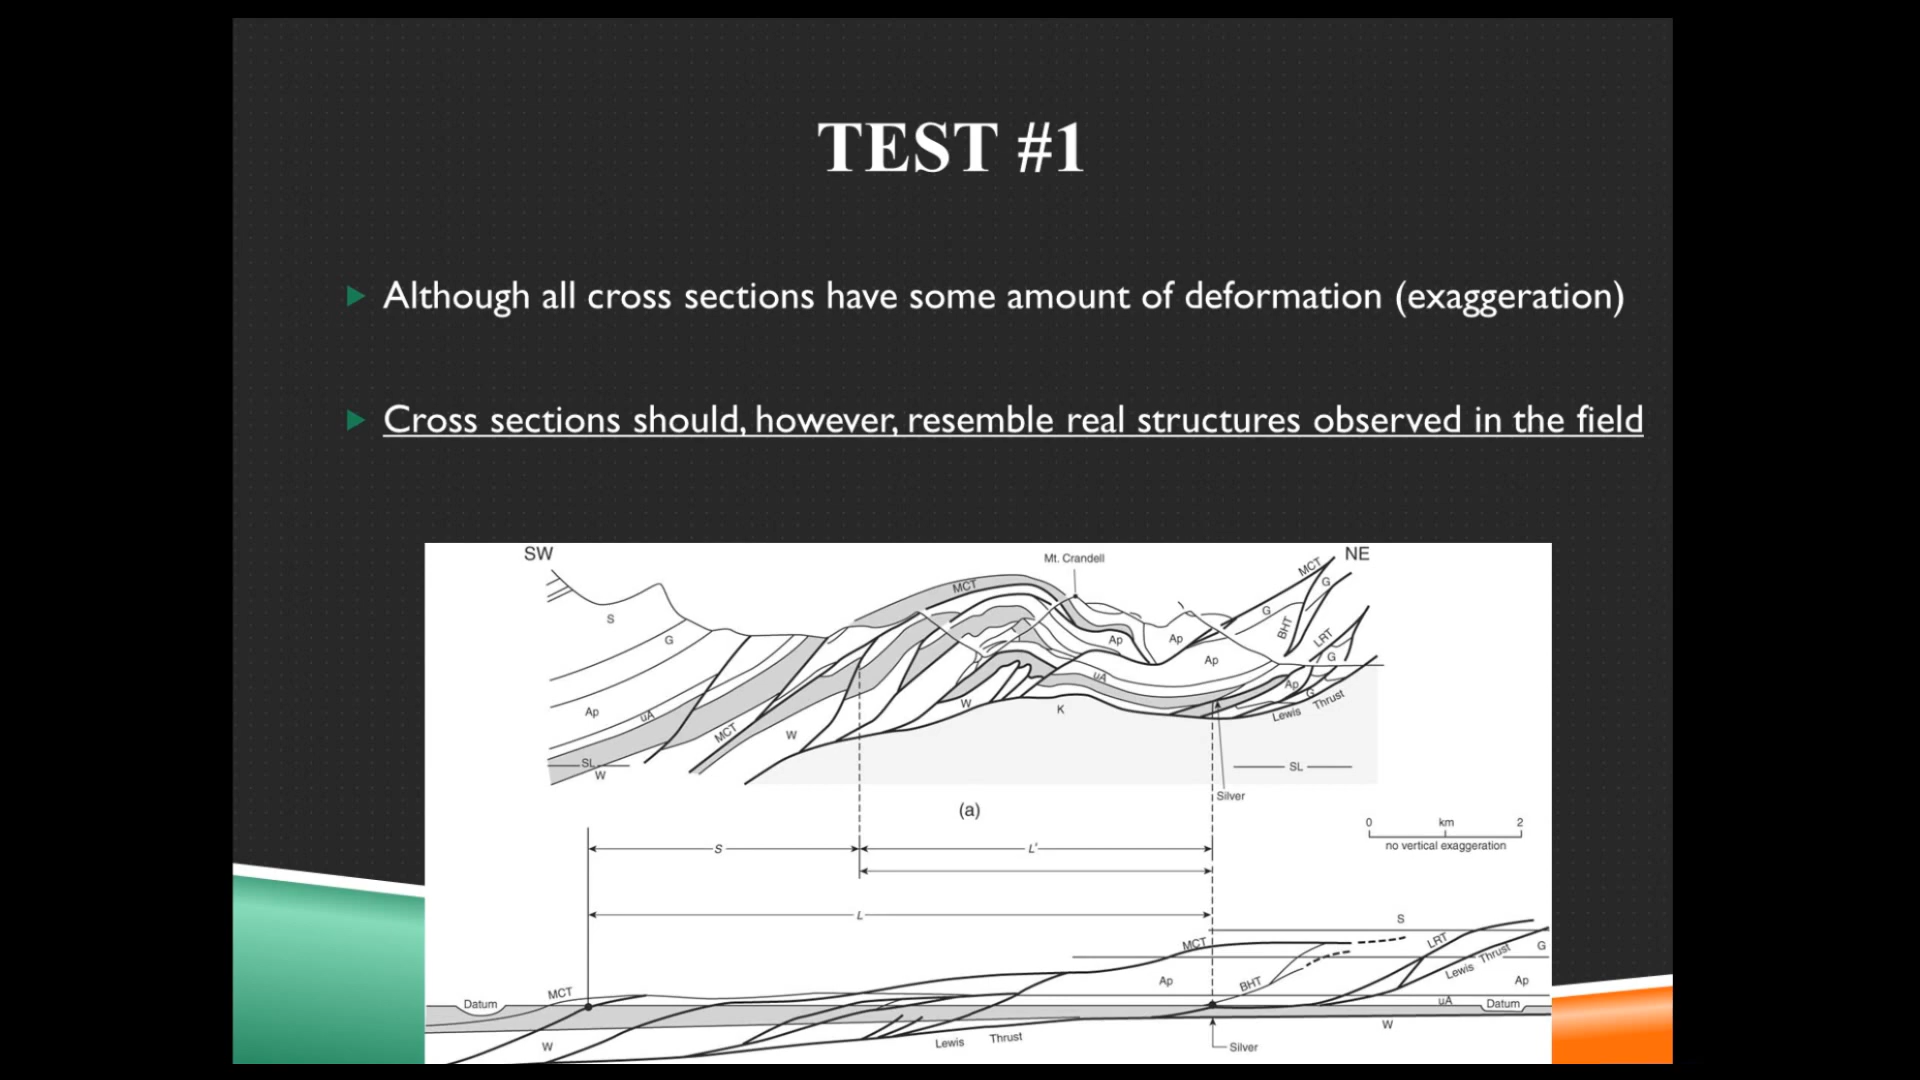 TEST #1
Although all cross sections have some amount of deformation (exaggeration)
Cross sections should, however, resemble real structures observed in the field
SW
Mt. Crandell
NE
MCT
MCT
G
S
G
BHT
G
Ap
Ap
LRT
Ap
G
uA
Ap
G
Ap
uA
W
K
Lewis Thrust
MCT
W
SL
W
SL
Silver
(a)
0 km 2
no vertical exaggeration
S
L'
L
S
MCT
LRT
G
Lewis Thrust
Ap
BHT
Ap
MCT
Datum
uA
Datum
W
W
Lewis Thrust
Silver